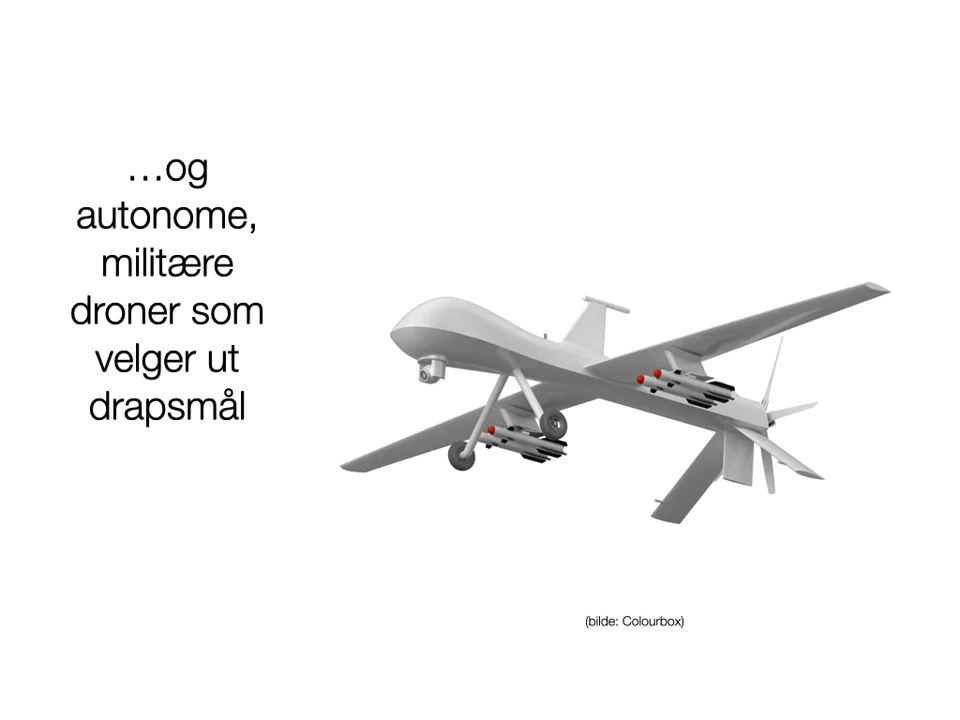 …og
autonome,
militære
droner som
velger ut
drapsmål
(bilde: Colourbox)